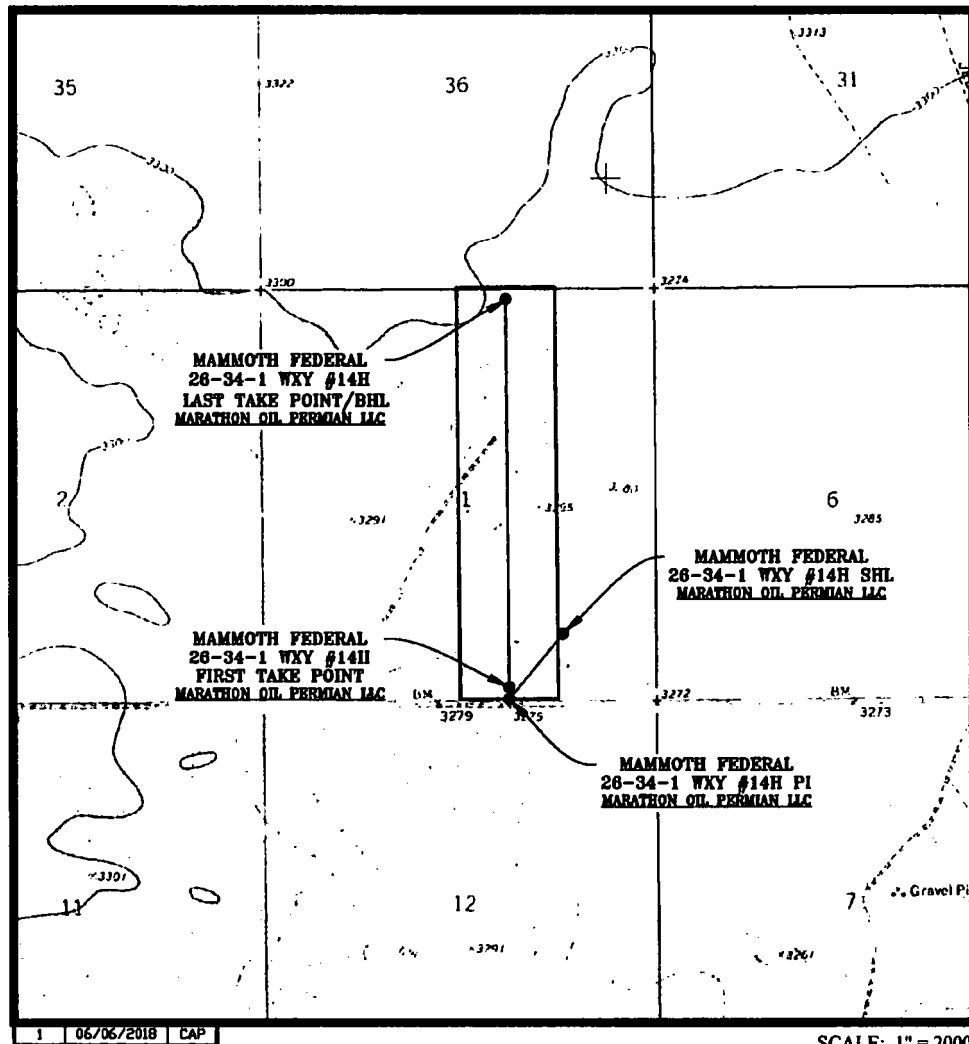 35
36
31
3313
3322
3300
3274
MAMMOTH FEDERAL
26-34-1 WXY #14H
LAST TAKE POINT/BHL
MARATHON OIL PERMIAN LLC
2
1
6
3291
3295
3285
MAMMOTH FEDERAL
26-34-1 WXY #14H SHL
MARATHON OIL PERMIAN LLC
MAMMOTH FEDERAL
26-34-1 WXY #14H
FIRST TAKE POINT
MARATHON OIL PERMIAN LLC
BM
3279
3275
3272
BM
3273
MAMMOTH FEDERAL
26-34-1 WXY #14H PI
MARATHON OIL PERMIAN LLC
3301
11
12
7
Gravel Pi
3291
3261
1 06/06/2018 CAP
SCALE: 1" = 2000